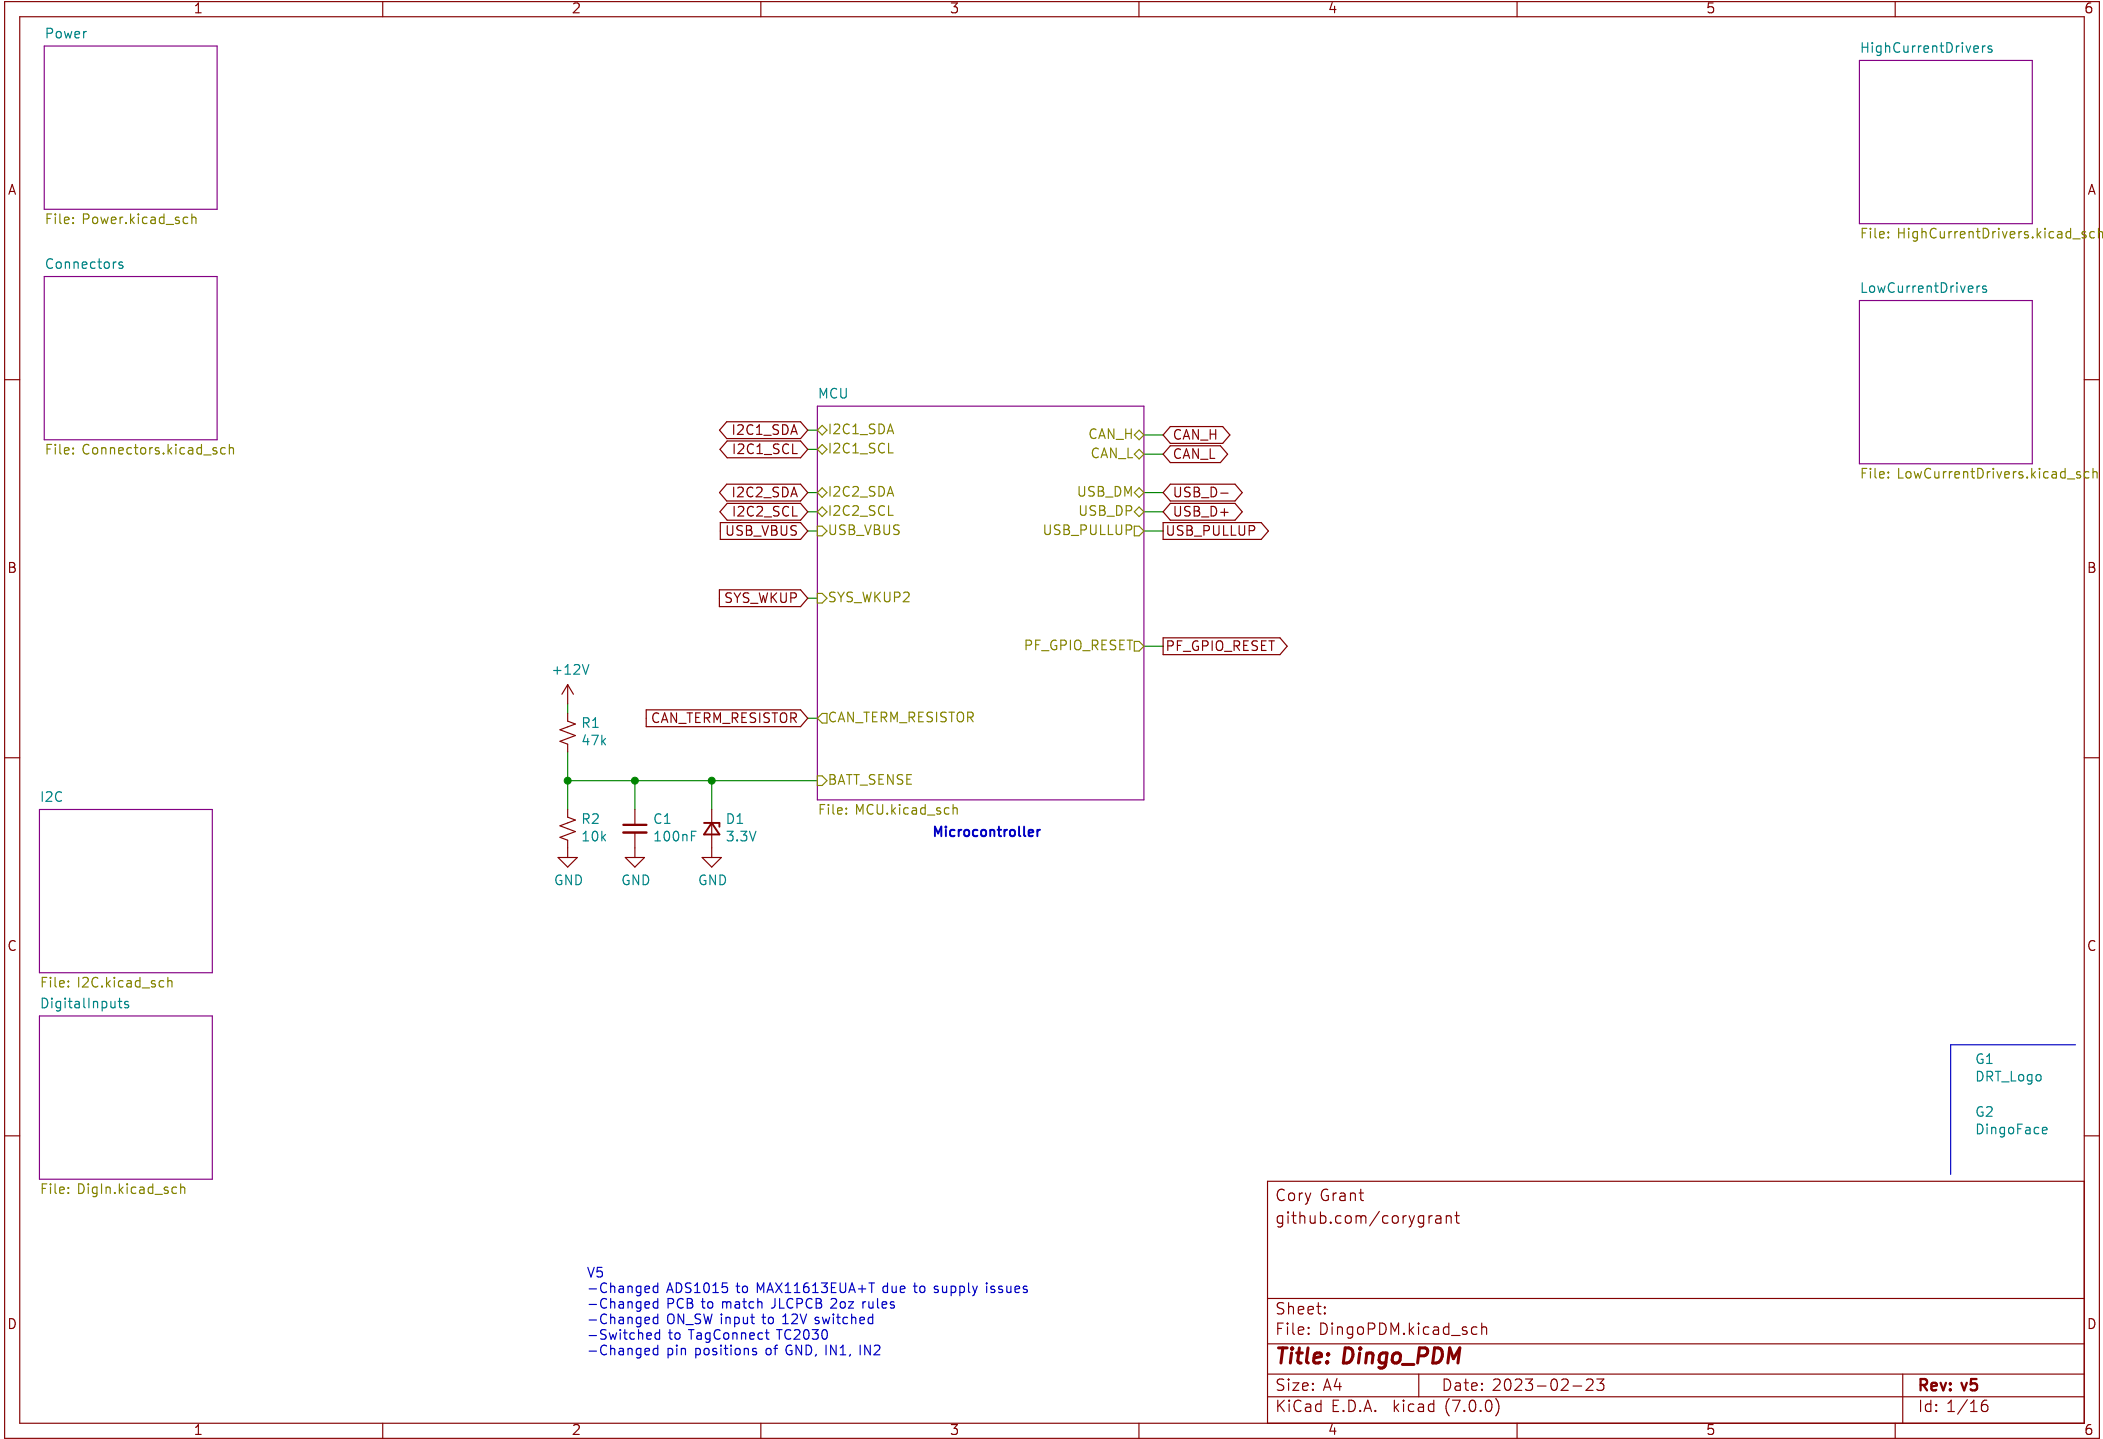 1 2 3 4 5 6
Power
File: Power.kicad_sch
Connectors
File: Connectors.kicad_sch
HighCurrentDrivers
File: HighCurrentDrivers.kicad_sch
LowCurrentDrivers
File: LowCurrentDrivers.kicad_sch
A A
B B
C C
D D
MCU
I2C1_SDA I2C1_SDA
I2C1_SCL I2C1_SCL
I2C2_SDA I2C2_SDA
I2C2_SCL I2C2_SCL
USB_VBUS USB_VBUS
SYS_WKUP SYS_WKUP2
CAN_TERM_RESISTOR CAN_TERM_RESISTOR
BATT_SENSE
CAN_H CAN_H
CAN_L CAN_L
USB_DM USB_D-
USB_DP USB_D+
USB_PULLUP USB_PULLUP
PF_GPIO_RESET PF_GPIO_RESET
File: MCU.kicad_sch
Microcontroller
+12V
R1
47k
R2
10k
C1
100nF
D1
3.3V
GND GND GND
I2C
File: I2C.kicad_sch
DigitalInputs
File: DigIn.kicad_sch
G1
DRT_Logo
G2
DingoFace
V5
-Changed ADS1015 to MAX11613EUA+T due to supply issues
-Changed PCB to match JLCPCB 2oz rules
-Changed ON_SW input to 12V switched
-Switched to TagConnect TC2030
-Changed pin positions of GND, IN1, IN2
Cory Grant
github.com/corygrant
Sheet:
File: DingoPDM.kicad_sch
Title: Dingo_PDM
Size: A4 Date: 2023-02-23 Rev: v5
KiCad E.D.A. kicad (7.0.0) Id: 1/16
1 2 3 4 5 6